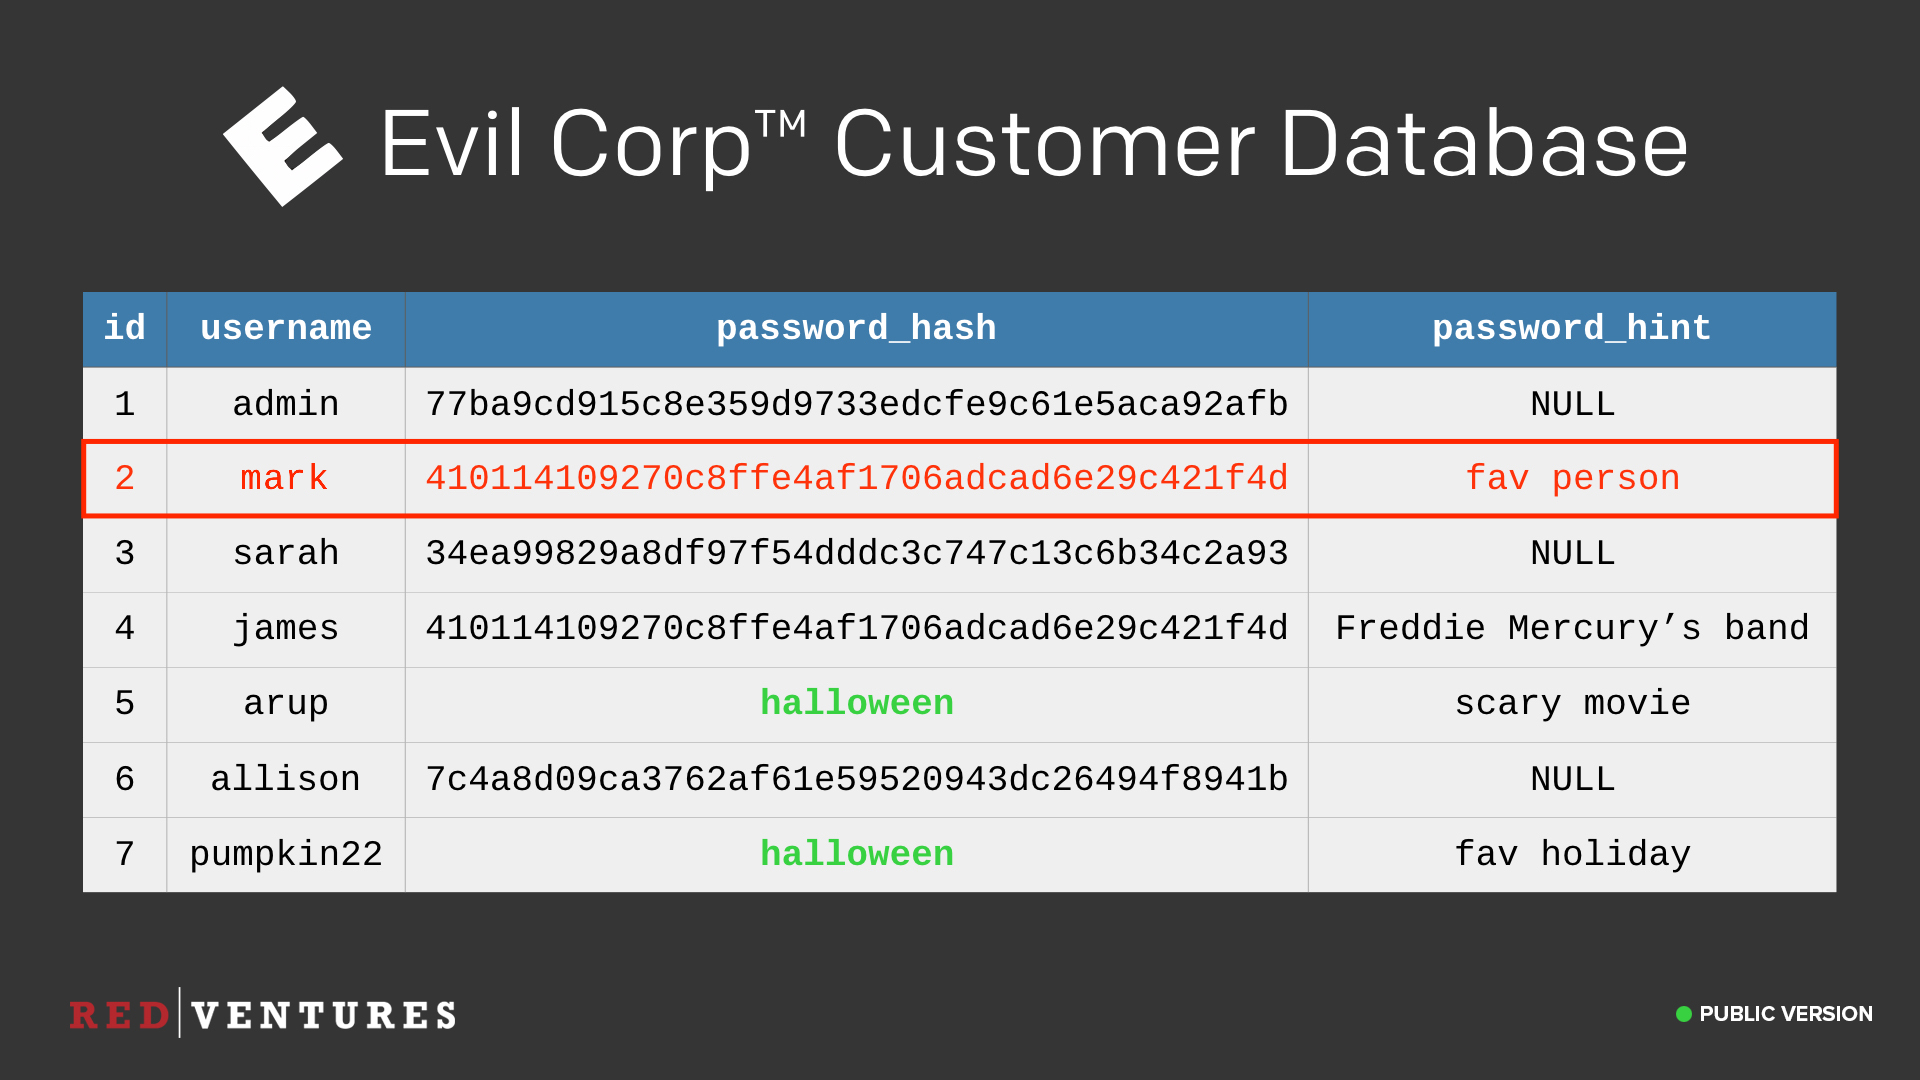 E Evil Corp™ Customer Database
id username password_hash password_hint
1 admin 77ba9cd915c8e359d9733edcfe9c61e5aca92afb NULL
2 mark 410114109270c8ffe4af1706adcad6e29c421f4d fav person
3 sarah 34ea99829a8df97f54dddc3c747c13c6b34c2a93 NULL
4 james 410114109270c8ffe4af1706adcad6e29c421f4d Freddie Mercury’s band
5 arup halloween scary movie
6 allison 7c4a8d09ca3762af61e59520943dc26494f8941b NULL
7 pumpkin22 halloween fav holiday
RED VENTURES
PUBLIC VERSION